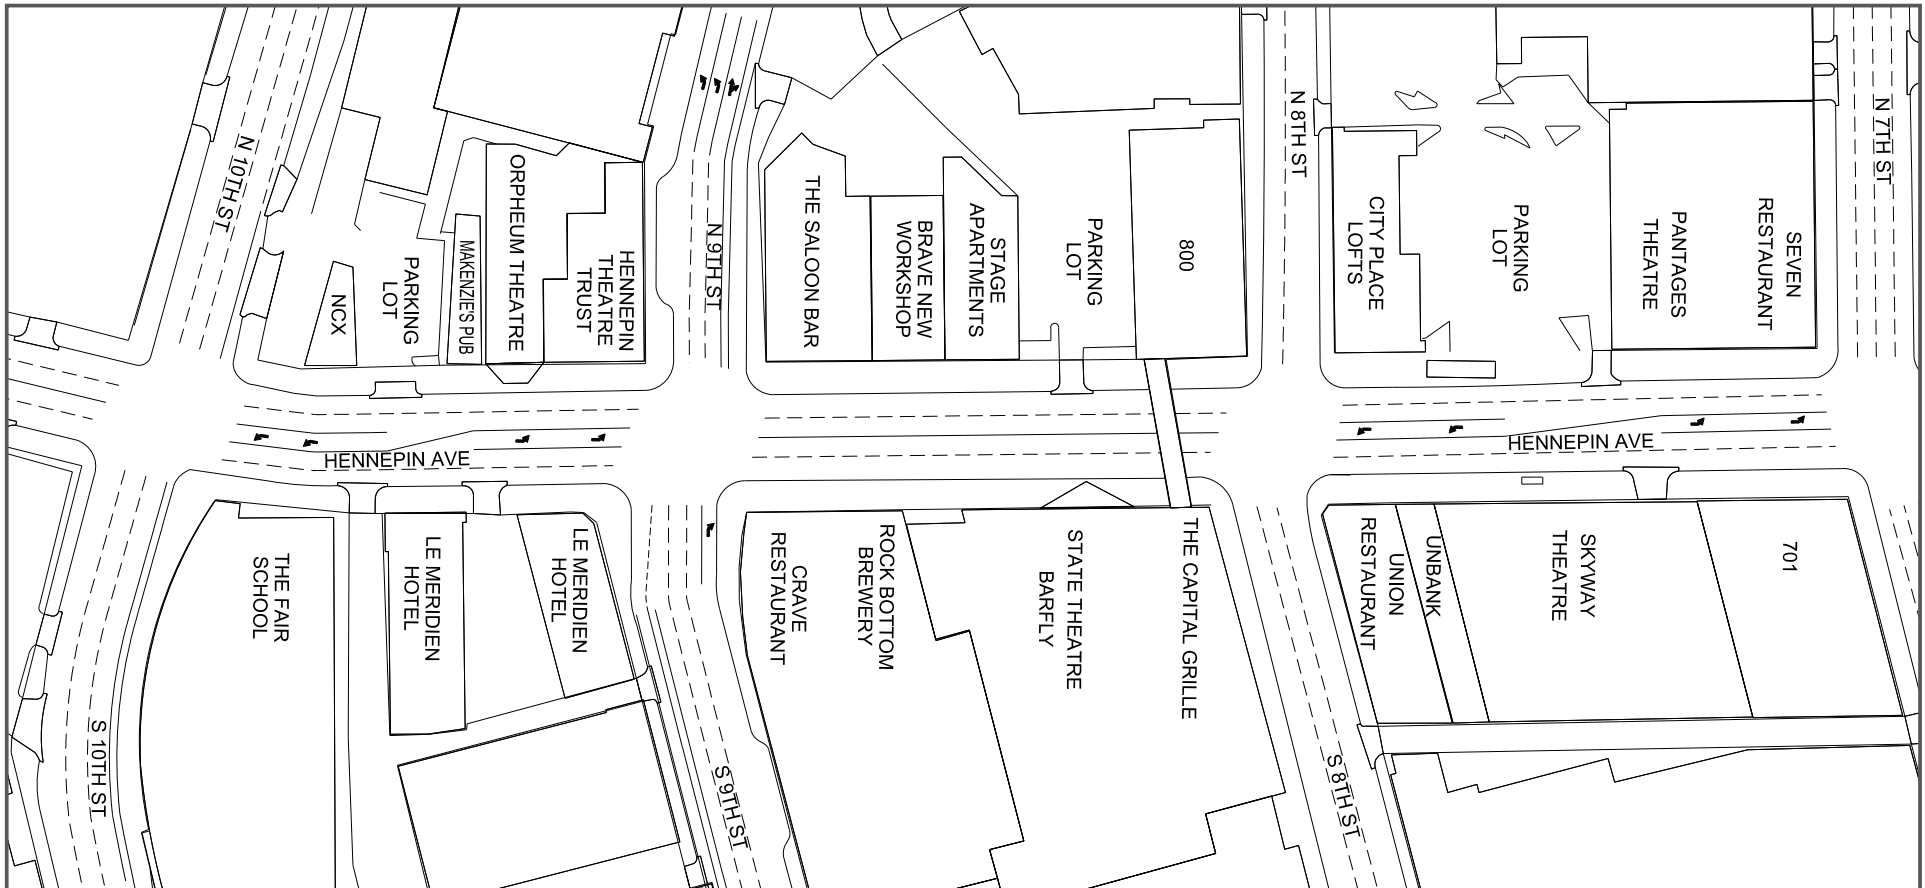 N 10TH ST
NCX
PARKING
LOT
MAKENZIE'S PUB
ORPHEUM THEATRE
HENNEPIN
THEATRE
TRUST
N 9TH ST
THE SALOON BAR
BRAVE NEW
WORKSHOP
STAGE
APARTMENTS
PARKING
LOT
800
N 8TH ST
CITY PLACE
LOFTS
PARKING
LOT
PANTAGES
THEATRE
SEVEN
RESTAURANT
N 7TH ST
HENNEPIN AVE
HENNEPIN AVE
S 10TH ST
THE FAIR
SCHOOL
LE MERIDIEN
HOTEL
LE MERIDIEN
HOTEL
S 9TH ST
CRAVE
RESTAURANT
ROCK BOTTOM
BREWERY
STATE THEATRE
BARFLY
THE CAPITAL GRILLE
S 8TH ST
UNION
RESTAURANT
UNBANK
SKYWAY
THEATRE
701